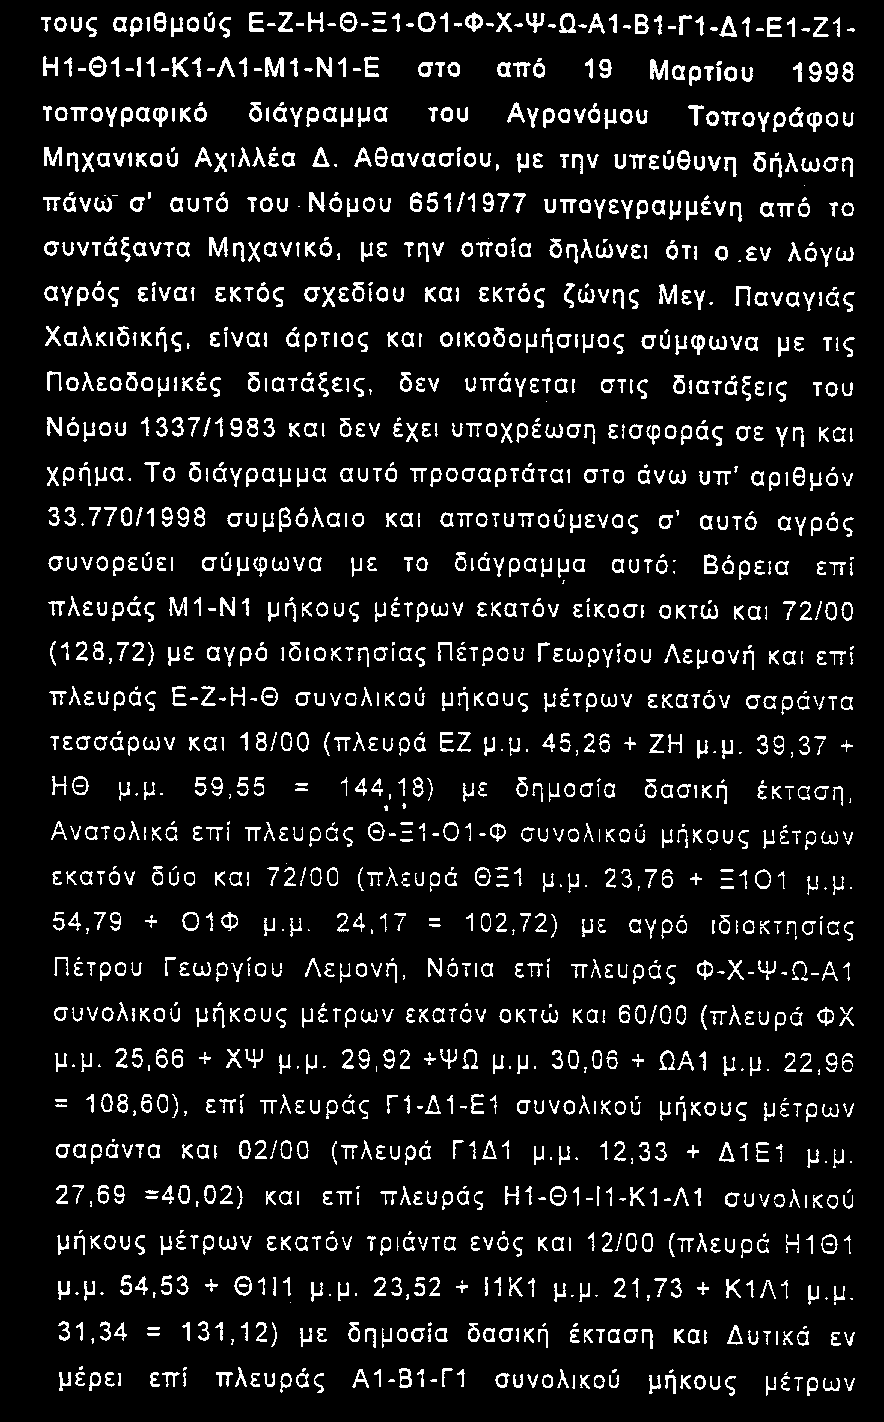 τους αριθμούς Ε-Ζ-Η-Θ-Ξ1-Ο1-Φ-Χ-Ψ-Ω-Α1-Β1-Γ1-Δ1-Ε1-Ζ1-
Η1-Θ1-Ι1-Κ1-Λ1-Μ1-Ν1-Ε στο από 19 Μαρτίου 1998
τοπογραφικό διάγραμμα του Αγρονόμου Τοπογράφου
Μηχανικού Αχιλλέα Δ. Αθανασίου, με την υπεύθυνη δήλωση
πάνω σ' αυτό του Νόμου 651/1977 υπογεγραμμένη από το
συντάξαντα Μηχανικό, με την οποία δηλώνει ότι ο εν λόγω
αγρός είναι εκτός σχεδίου και εκτός ζώνης Μεγ. Παναγιάς
Χαλκιδικής, είναι άρτιος και οικοδομήσιμος σύμφωνα με τις
Πολεοδομικές διατάξεις, δεν υπάγεται στις διατάξεις του
Νόμου 1337/1983 και δεν έχει υποχρέωση εισφοράς σε γη και
χρήμα. Το διάγραμμα αυτό προσαρτάται στο άνω υπ' αριθμόν
33.770/1998 συμβόλαιο και αποτυπούμενος σ' αυτό αγρός
συνορεύει σύμφωνα με το διάγραμμα αυτό: Βόρεια επί
πλευράς Μ1-Ν1 μήκους μέτρων εκατόν είκοσι οκτώ και 72/00
(128,72) με αγρό ιδιοκτησίας Πέτρου Γεωργίου Λεμονή και επί
πλευράς Ε-Ζ-Η-Θ συνολικού μήκους μέτρων εκατόν σαράντα
τεσσάρων και 18/00 (πλευρά ΕΖ μ.μ. 45,26 + ΖΗ μ.μ. 39,37 +
ΗΘ μ.μ. 59,55 = 144,18) με δημοσία δασική έκταση,
Ανατολικά επί πλευράς Θ-Ξ1-Ο1-Φ συνολικού μήκους μέτρων
εκατόν δύο και 72/00 (πλευρά ΘΞ1 μ.μ. 23,76 + Ξ1Ο1 μ.μ.
54,79 + Ο1Φ μ.μ. 24,17 = 102,72) με αγρό ιδιοκτησίας
Πέτρου Γεωργίου Λεμονή, Νότια επί πλευράς Φ-Χ-Ψ-Ω-Α1
συνολικού μήκους μέτρων εκατόν οκτώ και 60/00 (πλευρά ΦΧ
μ.μ. 25,66 + ΧΨ μ.μ. 29,92 +ΨΩ μ.μ. 30,06 + ΩΑ1 μ.μ. 22,96
= 108,60), επί πλευράς Γ1-Δ1-Ε1 συνολικού μήκους μέτρων
σαράντα και 02/00 (πλευρά Γ1Δ1 μ.μ. 12,33 + Δ1Ε1 μ.μ.
27,69 =40,02) και επί πλευράς Η1-Θ1-Ι1-Κ1-Λ1 συνολικού
μήκους μέτρων εκατόν τριάντα ενός και 12/00 (πλευρά Η1Θ1
μ.μ. 54,53 + Θ1Ι1 μ.μ. 23,52 + Ι1Κ1 μ.μ. 21,73 + Κ1Λ1 μ.μ.
31,34 = 131,12) με δημοσία δασική έκταση και Δυτικά εν
μέρει επί πλευράς Α1-Β1-Γ1 συνολικού μήκους μέτρων